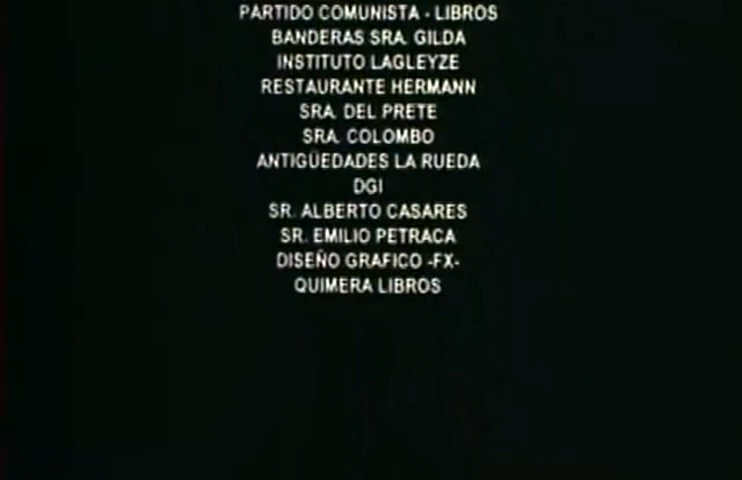 PARTIDO COMUNISTA - LIBROS
BANDERAS SRA. GILDA
INSTITUTO LAGLEYZE
RESTAURANTE HERMANN
SRA. DEL PRETE
SRA. COLOMBO
ANTIGÜEDADES LA RUEDA
DGI
SR. ALBERTO CASARES
SR. EMILIO PETRACA
DISEÑO GRAFICO -FX-
QUIMERA LIBROS